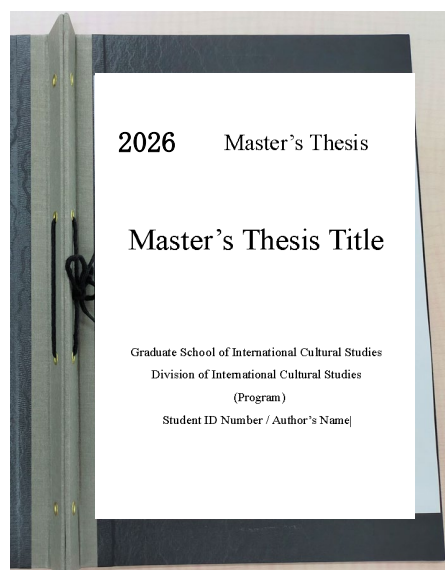 2026 Master’s Thesis
Master’s Thesis Title
Graduate School of International Cultural Studies
Division of International Cultural Studies
(Program)
Student ID Number / Author’s Name